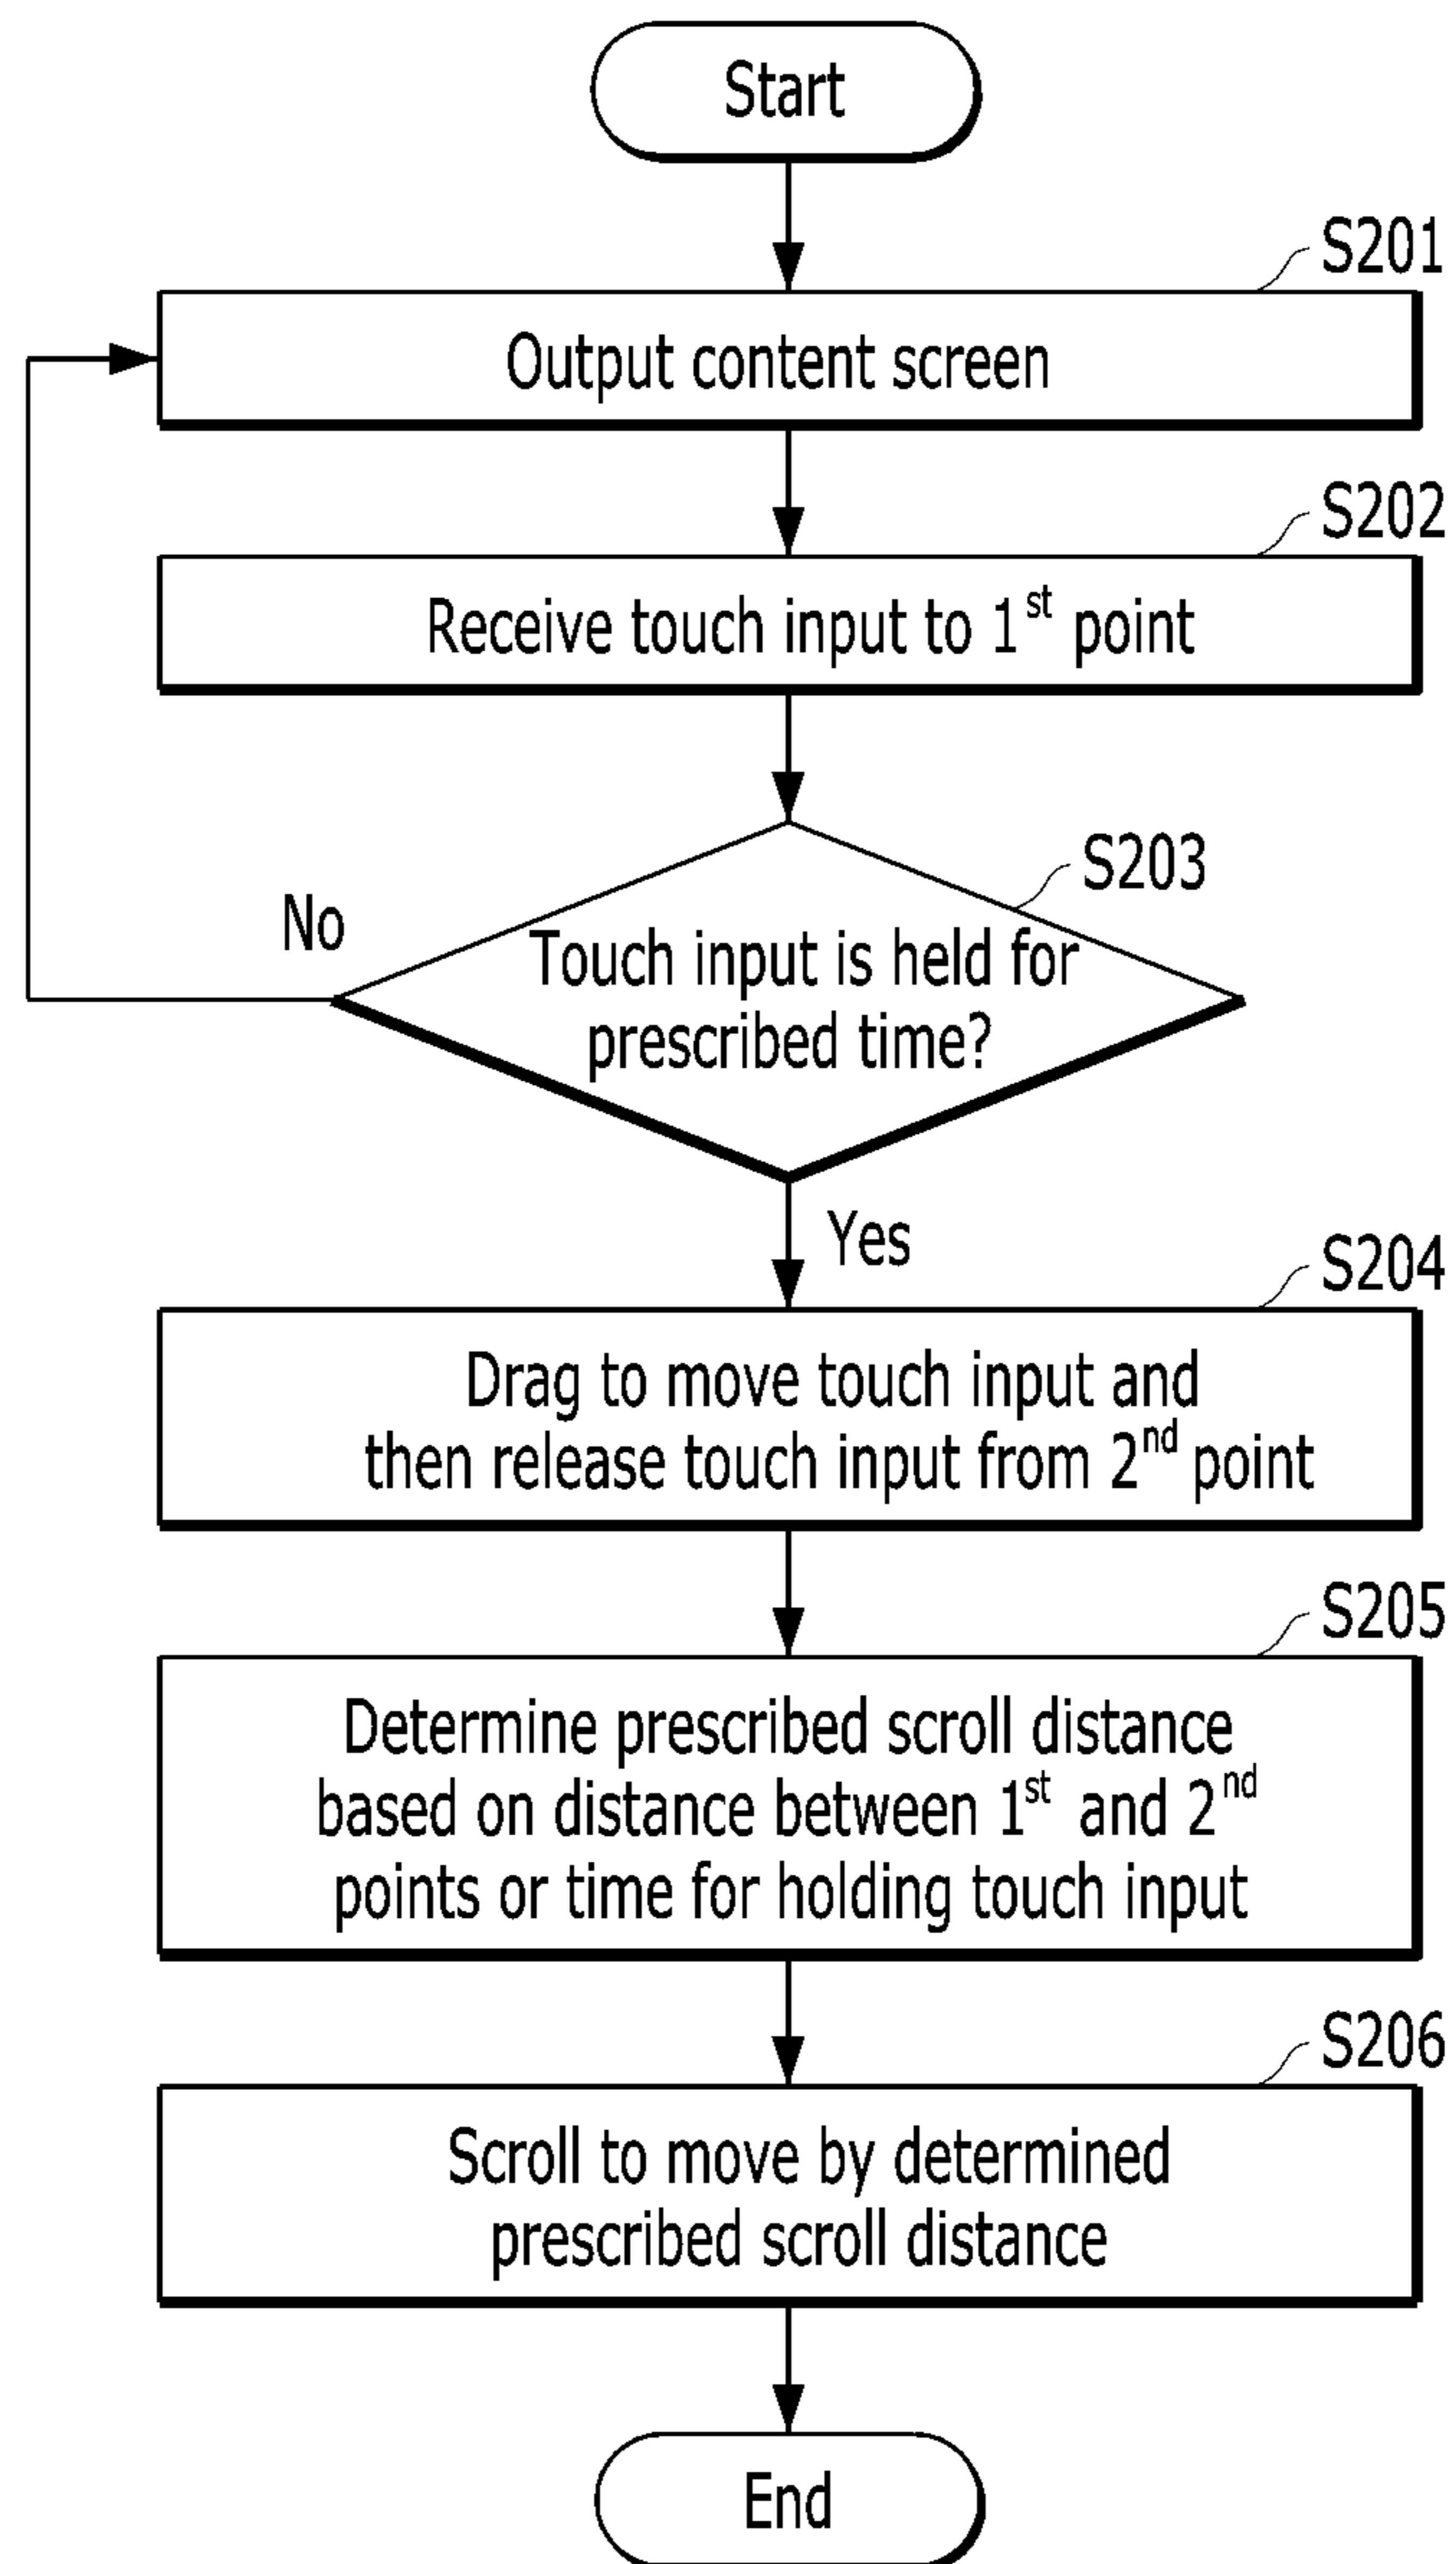 Start
S201
Output content screen
S202
Receive touch input to 1st point
S203
No
Touch input is held for
prescribed time?
Yes
S204
Drag to move touch input and
then release touch input from 2nd point
S205
Determine prescribed scroll distance
based on distance between 1st and 2nd
points or time for holding touch input
S206
Scroll to move by determined
prescribed scroll distance
End